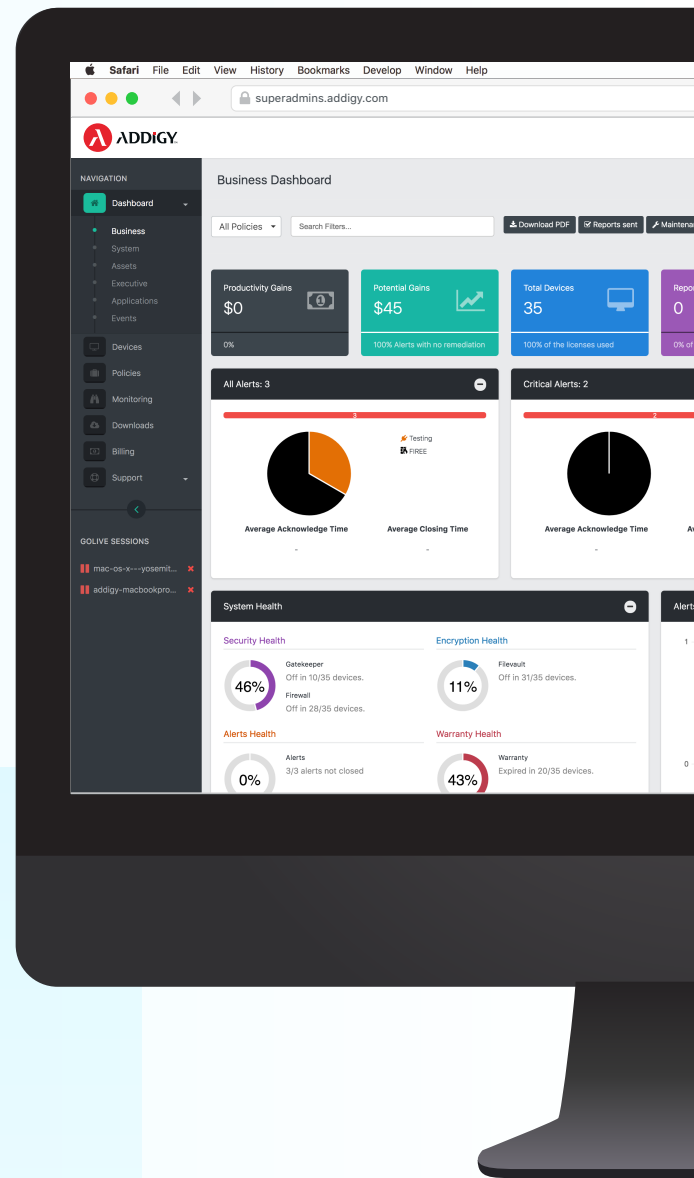 Safari File Edit View History Bookmarks Develop Window Help
superadmins.addigy.com
ADDiGY
NAVIGATION
Dashboard
Business
System
Assets
Executive
Applications
Events
Devices
Policies
Monitoring
Downloads
Billing
Support
GOLIVE SESSIONS
mac-os-x---yosemit...
addigy-macbookpro...
Business Dashboard
All Policies Search Filters... Download PDF Reports sent Maintena
Productivity Gains
$0
0%
Potential Gains
$45
100% Alerts with no remediation
Total Devices
35
100% of the licenses used
Repor
0
0% of
All Alerts: 3
3
Testing
FIREE
Average Acknowledge Time Average Closing Time
- -
Critical Alerts: 2
2
Average Acknowledge Time Av
-
System Health
Security Health
46%
Gatekeeper
Off in 10/35 devices.
Firewall
Off in 28/35 devices.
Encryption Health
11%
Filevault
Off in 31/35 devices.
Alerts Health
0%
Alerts
3/3 alerts not closed
Warranty Health
43%
Warranty
Expired in 20/35 devices.
Alerts
1
0